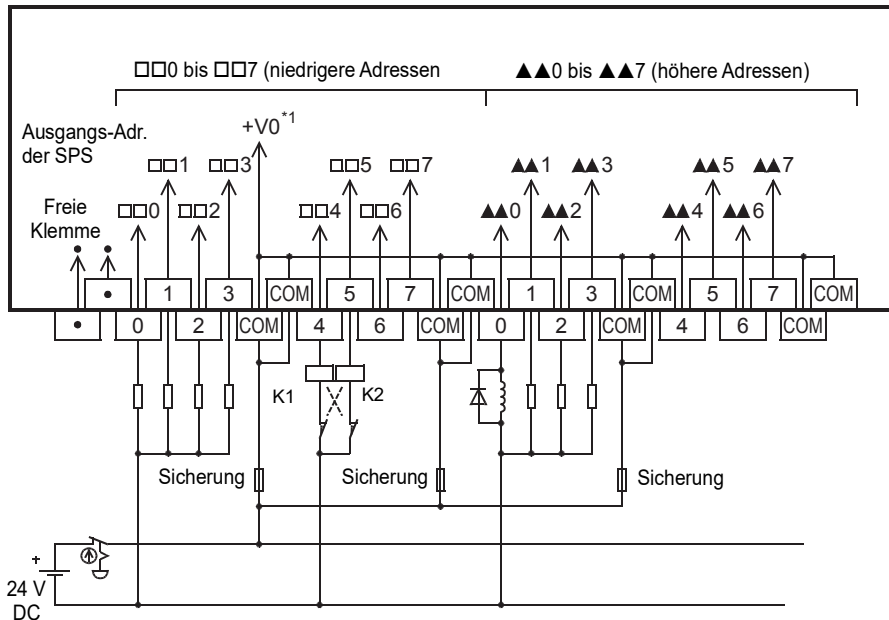 □□0 bis □□7 (niedrigere Adressen ▲▲0 bis ▲▲7 (höhere Adressen)
Ausgangs-Adr.
der SPS
+V0*1
□□1 □□3 □□5 □□7 ▲▲1 ▲▲3 ▲▲5 ▲▲7
Freie
Klemme
□□0 □□2 □□4 □□6 ▲▲0 ▲▲2 ▲▲4 ▲▲6
• 1 3 COM 5 7 COM 1 3 COM 5 7 COM
• 0 2 COM 4 6 COM 0 2 COM 4 6 COM
K1 K2
Sicherung Sicherung Sicherung
+
24 V
DC